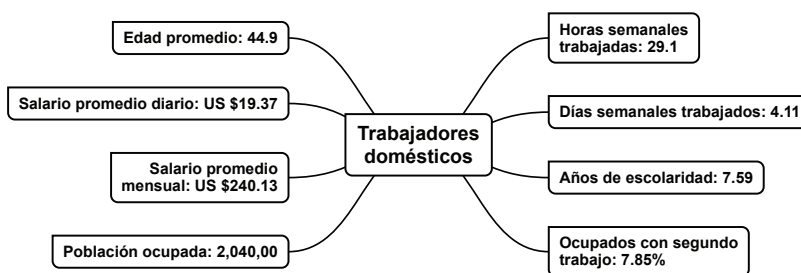 Edad promedio: 44.9
Salario promedio diario: US $19.37
Salario promedio
mensual: US $240.13
Población ocupada: 2,040,00
Trabajadores
domésticos
Horas semanales
trabajadas: 29.1
Días semanales trabajados: 4.11
Años de escolaridad: 7.59
Ocupados con segundo
trabajo: 7.85%